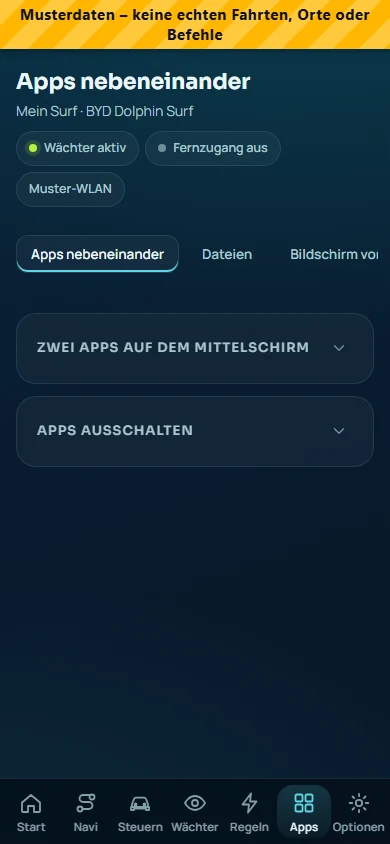 Musterdaten – keine echten Fahrten, Orte oder
Befehle
Apps nebeneinander
Mein Surf · BYD Dolphin Surf
Wächter aktiv
Fernzugang aus
Muster-WLAN
Apps nebeneinander
Dateien
Bildschirm vor
ZWEI APPS AUF DEM MITTELSCHIRM
APPS AUSSCHALTEN
Start
Navi
Steuern
Wächter
Regeln
Apps
Optionen